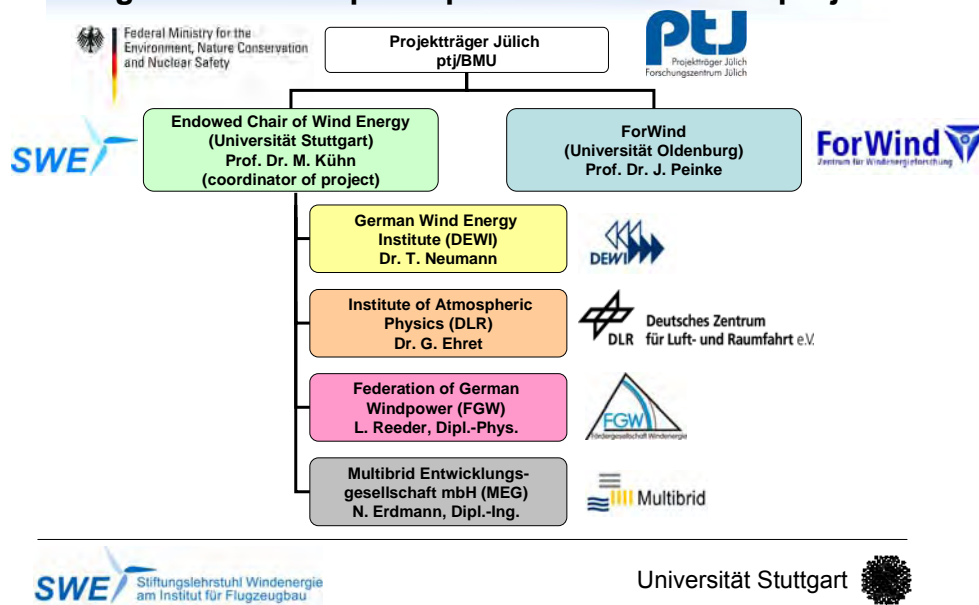 Federal Ministry for the
Environment, Nature Conservation
and Nuclear Safety
Projektträger Jülich
ptj/BMU
PtJ
Projektträger Jülich
Forschungszentrum Jülich
SWE
Endowed Chair of Wind Energy
(Universität Stuttgart)
Prof. Dr. M. Kühn
(coordinator of project)
ForWind
(Universität Oldenburg)
Prof. Dr. J. Peinke
ForWind
Zentrum für Windenergieforschung
German Wind Energy
Institute (DEWI)
Dr. T. Neumann
DEWI
Institute of Atmospheric
Physics (DLR)
Dr. G. Ehret
DLR
Deutsches Zentrum
für Luft- und Raumfahrt e.V.
Federation of German
Windpower (FGW)
L. Reeder, Dipl.-Phys.
FGW
Fördergesellschaft Windenergie
Multibrid Entwicklungs-
gesellschaft mbH (MEG)
N. Erdmann, Dipl.-Ing.
Multibrid
SWE
Stiftungslehrstuhl Windenergie
am Institut für Flugzeugbau
Universität Stuttgart